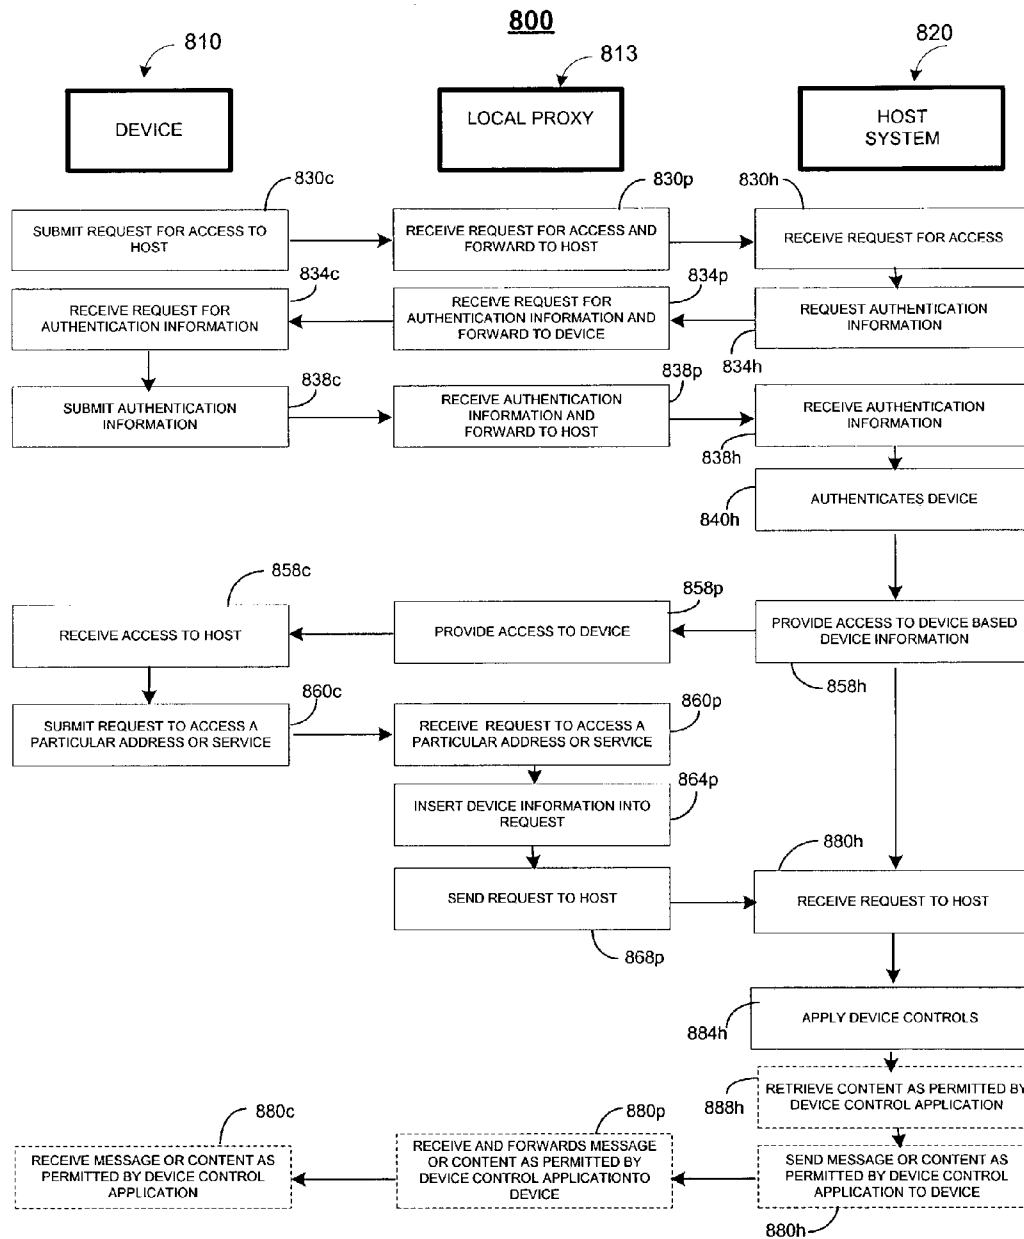 800
810
813
820
DEVICE
LOCAL PROXY
HOST
SYSTEM
830c
830p
830h
SUBMIT REQUEST FOR ACCESS TO
HOST
RECEIVE REQUEST FOR ACCESS AND
FORWARD TO HOST
RECEIVE REQUEST FOR ACCESS
834c
834p
RECEIVE REQUEST FOR
AUTHENTICATION INFORMATION
RECEIVE REQUEST FOR
AUTHENTICATION INFORMATION AND
FORWARD TO DEVICE
REQUEST AUTHENTICATION
INFORMATION
834h
838c
838p
SUBMIT AUTHENTICATION
INFORMATION
RECEIVE AUTHENTICATION
INFORMATION AND
FORWARD TO HOST
RECEIVE AUTHENTICATION
INFORMATION
838h
AUTHENTICATES DEVICE
840h
858c
858p
RECEIVE ACCESS TO HOST
PROVIDE ACCESS TO DEVICE
PROVIDE ACCESS TO DEVICE BASED
DEVICE INFORMATION
858h
860c
860p
SUBMIT REQUEST TO ACCESS A
PARTICULAR ADDRESS OR SERVICE
RECEIVE REQUEST TO ACCESS A
PARTICULAR ADDRESS OR SERVICE
864p
INSERT DEVICE INFORMATION INTO
REQUEST
880h
SEND REQUEST TO HOST
RECEIVE REQUEST TO HOST
868p
APPLY DEVICE CONTROLS
884h
RETRIEVE CONTENT AS PERMITTED BY
DEVICE CONTROL APPLICATION
888h
880c
880p
RECEIVE MESSAGE OR CONTENT AS
PERMITTED BY DEVICE CONTROL
APPLICATION
RECEIVE AND FORWARDS MESSAGE
OR CONTENT AS PERMITTED BY
DEVICE CONTROL APPLICATIONTO
DEVICE
SEND MESSAGE OR CONTENT AS
PERMITTED BY DEVICE CONTROL
APPLICATION TO DEVICE
880h